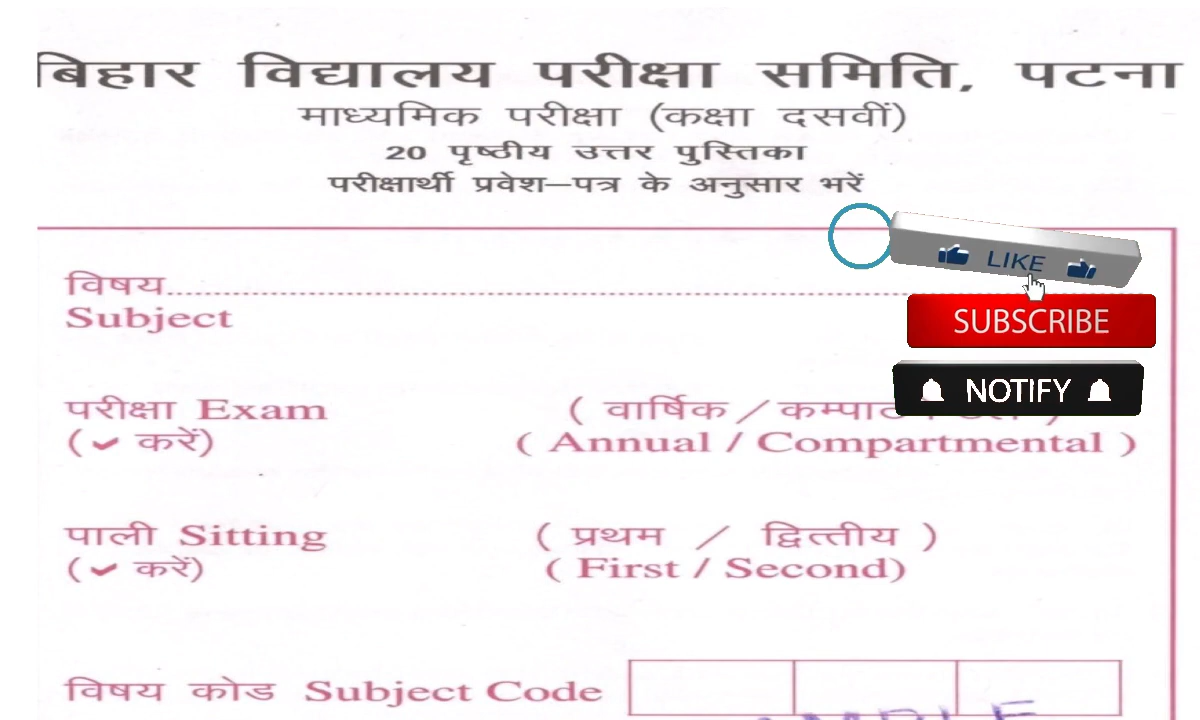 बिहार विद्यालय परीक्षा समिति, पटना
माध्यमिक परीक्षा (कक्षा दसवीं)
20 पृष्ठीय उत्तर पुस्तिका
परीक्षार्थी प्रवेश–पत्र के अनुसार भरें
विषय
Subject
LIKE
SUBSCRIBE
NOTIFY
परीक्षा Exam ( वार्षिक /
(✓ करें) ( Annual / Compartmental )
पाली Sitting ( प्रथम / द्वित्तीय )
(✓ करें) ( First / Second)
विषय कोड Subject Code